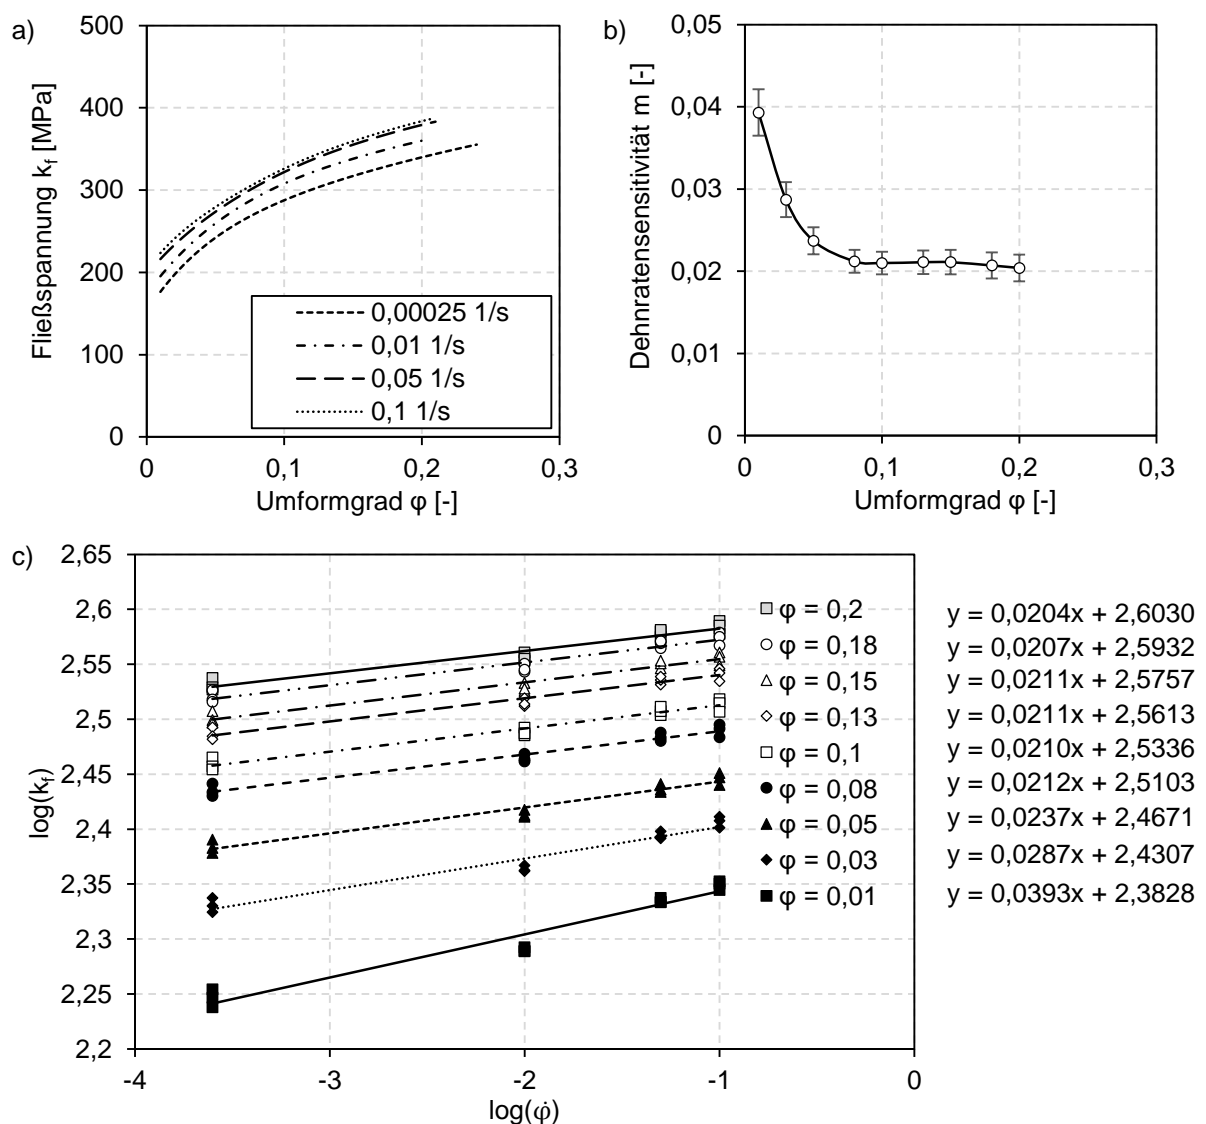 a)
Fließspannung k_f [MPa]
500
400
300
200
100
0
0 0,1 0,2 0,3
Umformgrad φ [-]
0,00025 1/s
0,01 1/s
0,05 1/s
0,1 1/s
b)
Dehnratensensitivität m [-]
0,05
0,04
0,03
0,02
0,01
0
0 0,1 0,2 0,3
Umformgrad φ [-]
c)
log(k_f)
2,65
2,6
2,55
2,5
2,45
2,4
2,35
2,3
2,25
2,2
-4 -3 -2 -1 0
log(φ̇)
φ = 0,2 y = 0,0204x + 2,6030
φ = 0,18 y = 0,0207x + 2,5932
φ = 0,15 y = 0,0211x + 2,5757
φ = 0,13 y = 0,0211x + 2,5613
φ = 0,1 y = 0,0210x + 2,5336
φ = 0,08 y = 0,0212x + 2,5103
φ = 0,05 y = 0,0237x + 2,4671
φ = 0,03 y = 0,0287x + 2,4307
φ = 0,01 y = 0,0393x + 2,3828